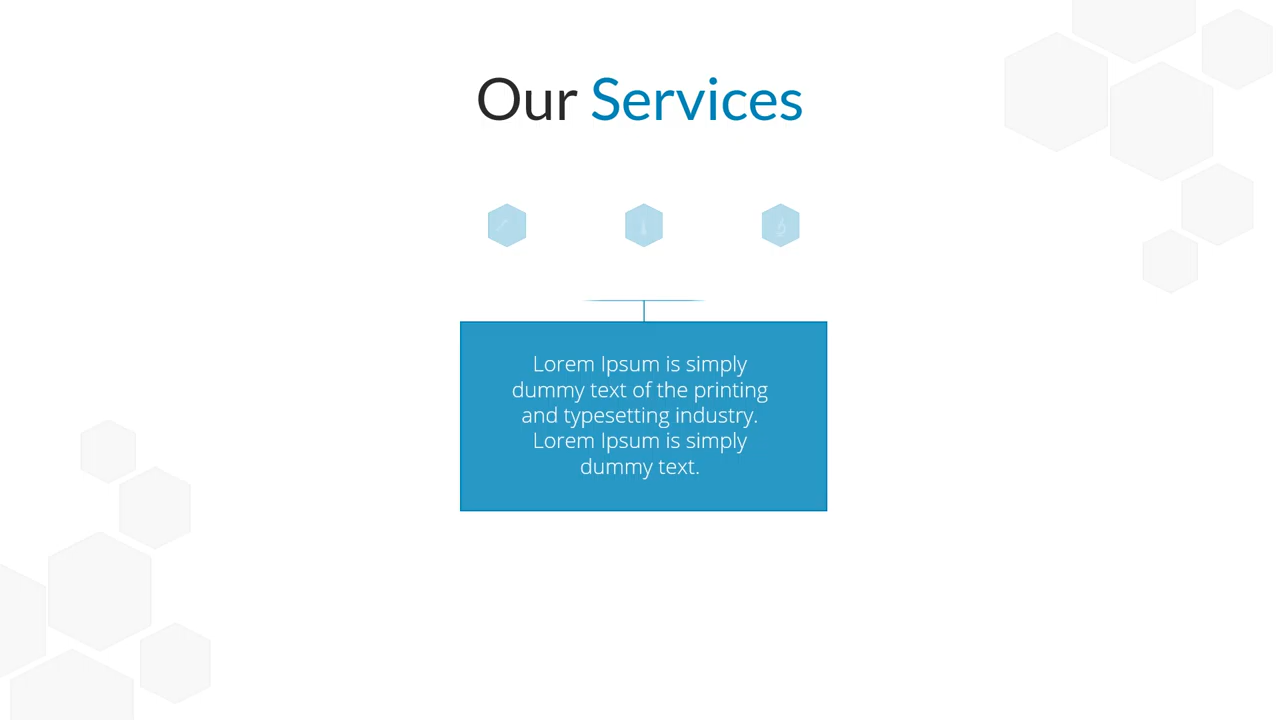 Our Services
Lorem Ipsum is simply
dummy text of the printing
and typesetting industry.
Lorem Ipsum is simply
dummy text.